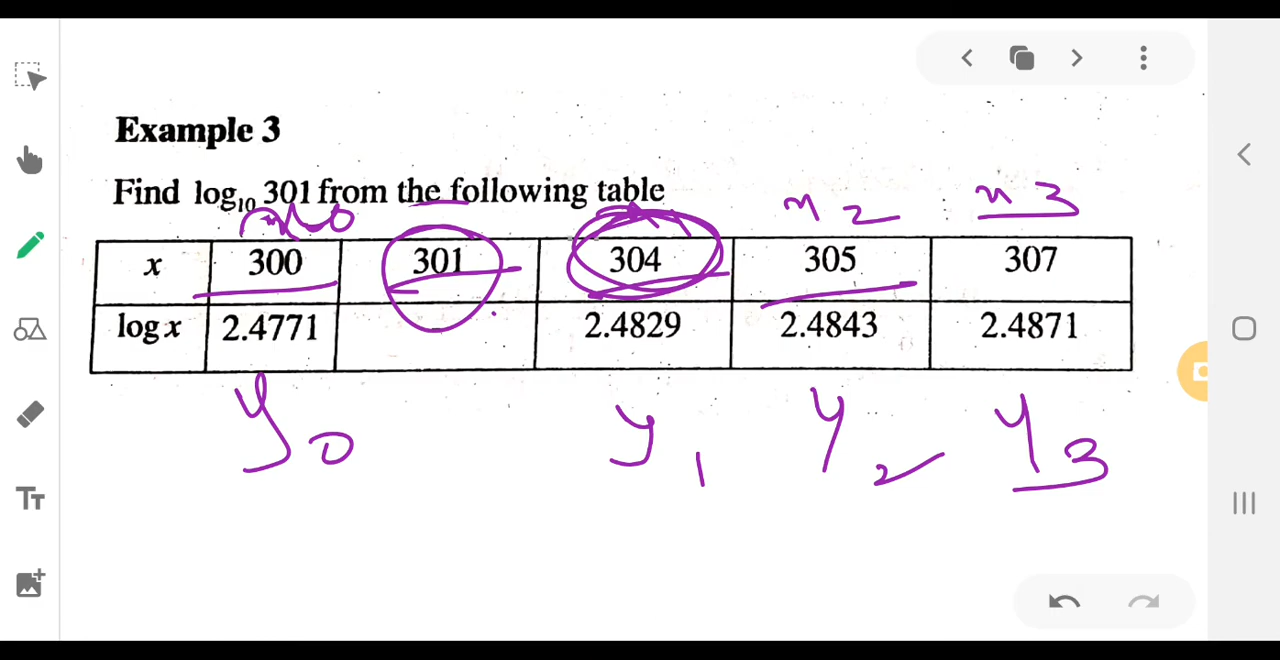 Example 3
Find log₁₀ 301 from the following table
x₀ x₂ x3
x 300 301 304 305 307
log x 2.4771 2.4829 2.4843 2.4871
y₀ y₁ y₂ y3
TT